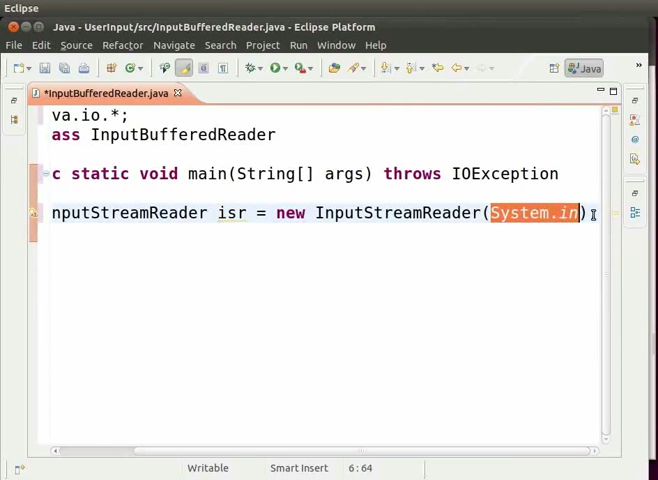 Eclipse
Java - UserInput/src/InputBufferedReader.java - Eclipse Platform
File Edit Source Refactor Navigate Search Project Run Window Help
Java
*InputBufferedReader.java
va.io.*;
ass InputBufferedReader
c static void main(String[] args) throws IOException
nputStreamReader isr = new InputStreamReader(System.in)
Writable Smart Insert 6:64